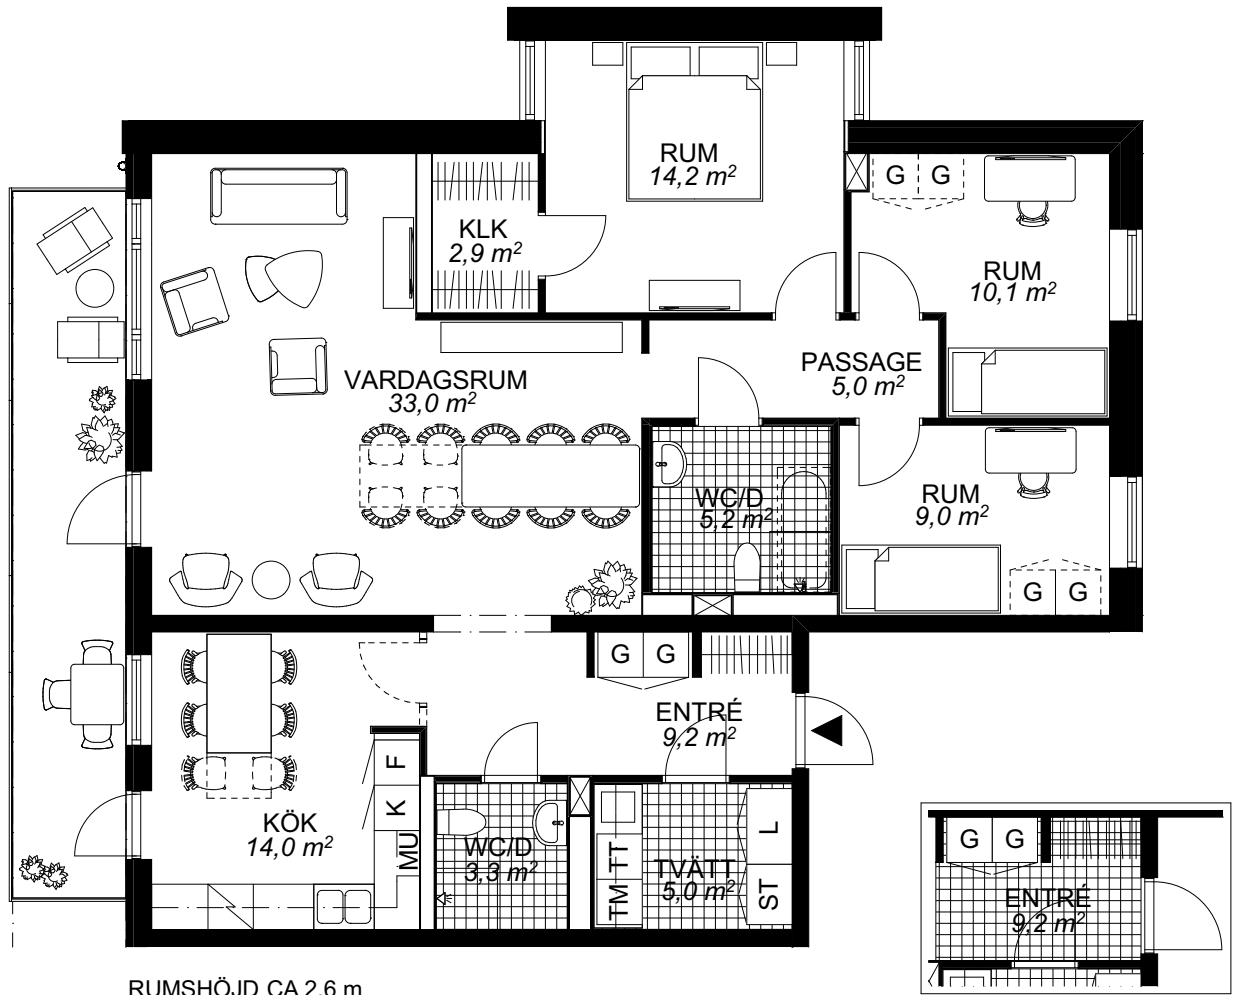 RUM
14,2 m²
G G
KLK
2,9 m²
RUM
10,1 m²
VARDAGSRUM
33,0 m²
PASSAGE
5,0 m²
WC/D
5,2 m²
RUM
9,0 m²
G G
G G
ENTRÉ
9,2 m²
F
K
MU
KÖK
14,0 m²
WC/D
3,3 m²
TT
TM
TVÄTT
5,0 m²
L
ST
G G
ENTRÉ
9,2 m²
RUMSHÖJD CA 2,6 m